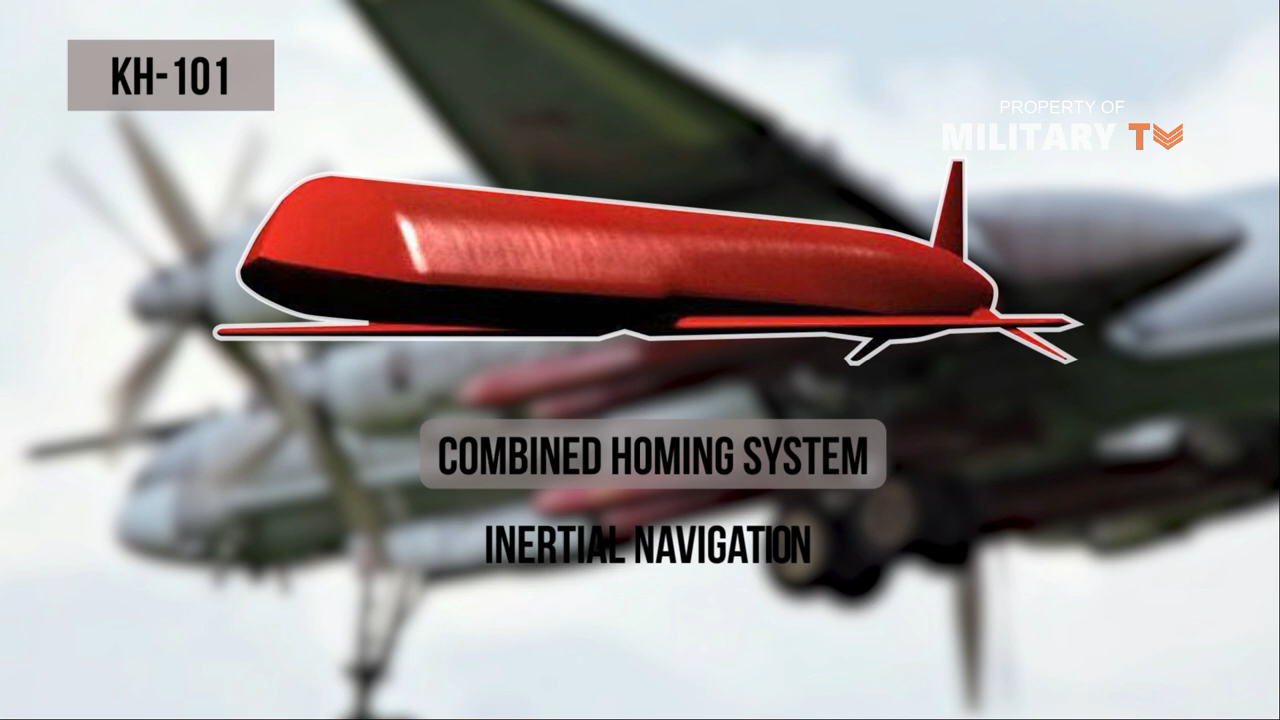 KH-101
PROPERTY OF
MILITARY TV
COMBINED HOMING SYSTEM
INERTIAL NAVIGATION